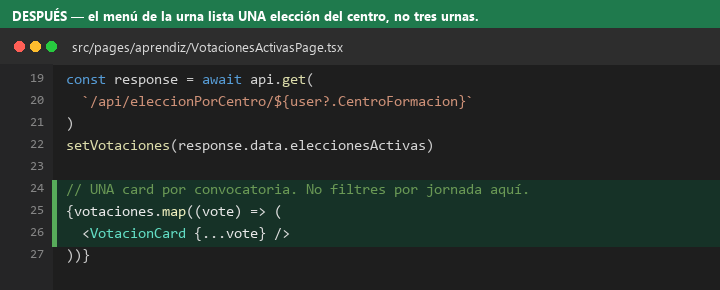 DESPUÉS — el menú de la urna lista UNA elección del centro, no tres urnas.
src/pages/aprendiz/VotacionesActivasPage.tsx
19 const response = await api.get(
20 `/api/eleccionPorCentro/${user?.CentroFormacion}`
21 )
22 setVotaciones(response.data.eleccionesActivas)
23
24 // UNA card por convocatoria. No filtres por jornada aquí.
25 {votaciones.map((vote) => (
26 <VotacionCard {...vote} />
27 ))}